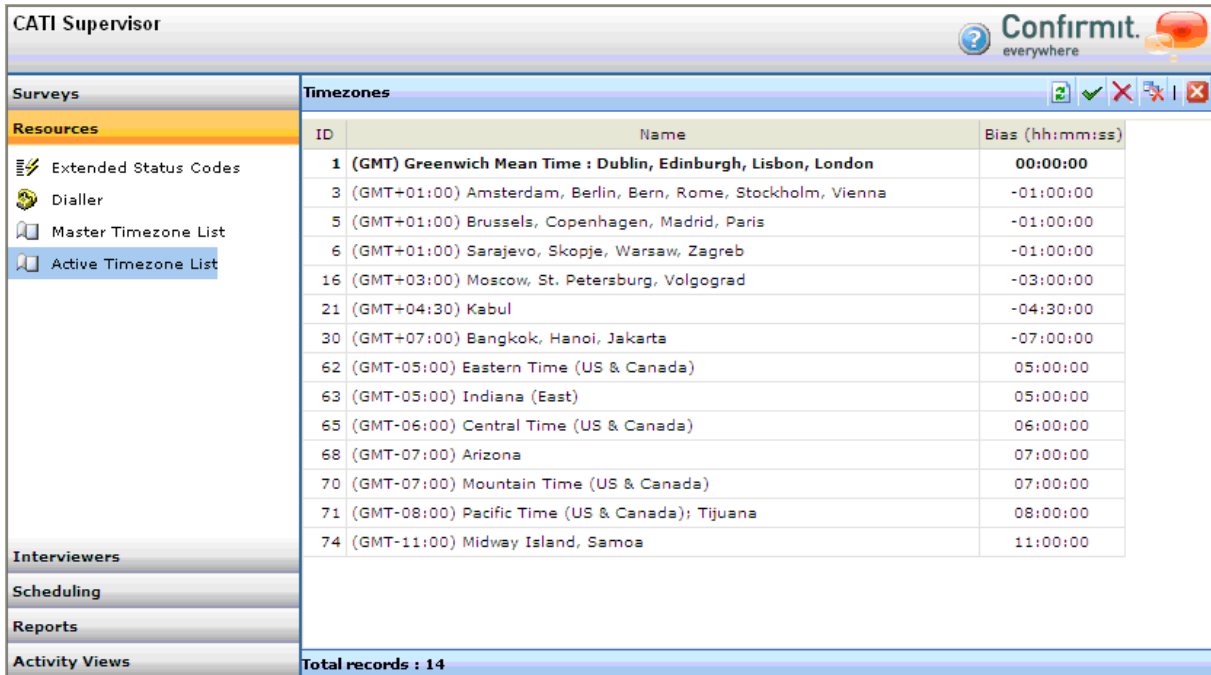 CATI Supervisor
?
Confirmit.
everywhere
Surveys
Resources
Extended Status Codes
Dialler
Master Timezone List
Active Timezone List
Interviewers
Scheduling
Reports
Activity Views
Timezones
ID Name Bias (hh:mm:ss)
1 (GMT) Greenwich Mean Time : Dublin, Edinburgh, Lisbon, London 00:00:00
3 (GMT+01:00) Amsterdam, Berlin, Bern, Rome, Stockholm, Vienna -01:00:00
5 (GMT+01:00) Brussels, Copenhagen, Madrid, Paris -01:00:00
6 (GMT+01:00) Sarajevo, Skopje, Warsaw, Zagreb -01:00:00
16 (GMT+03:00) Moscow, St. Petersburg, Volgograd -03:00:00
21 (GMT+04:30) Kabul -04:30:00
30 (GMT+07:00) Bangkok, Hanoi, Jakarta -07:00:00
62 (GMT-05:00) Eastern Time (US & Canada) 05:00:00
63 (GMT-05:00) Indiana (East) 05:00:00
65 (GMT-06:00) Central Time (US & Canada) 06:00:00
68 (GMT-07:00) Arizona 07:00:00
70 (GMT-07:00) Mountain Time (US & Canada) 07:00:00
71 (GMT-08:00) Pacific Time (US & Canada); Tijuana 08:00:00
74 (GMT-11:00) Midway Island, Samoa 11:00:00
Total records : 14